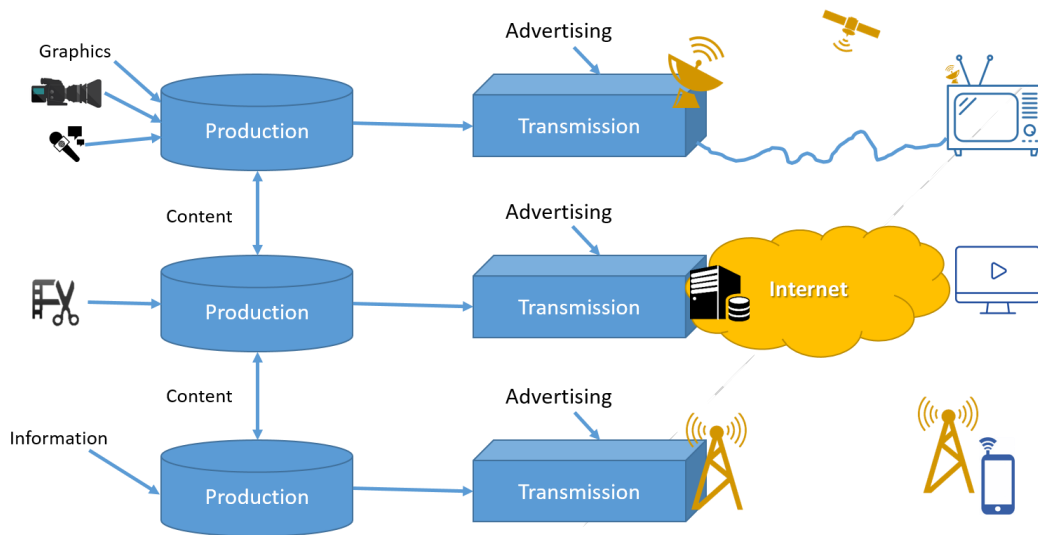 Graphics
Advertising
Production
Transmission
Content
Advertising
Production
Transmission
Internet
Content
Advertising
Information
Production
Transmission